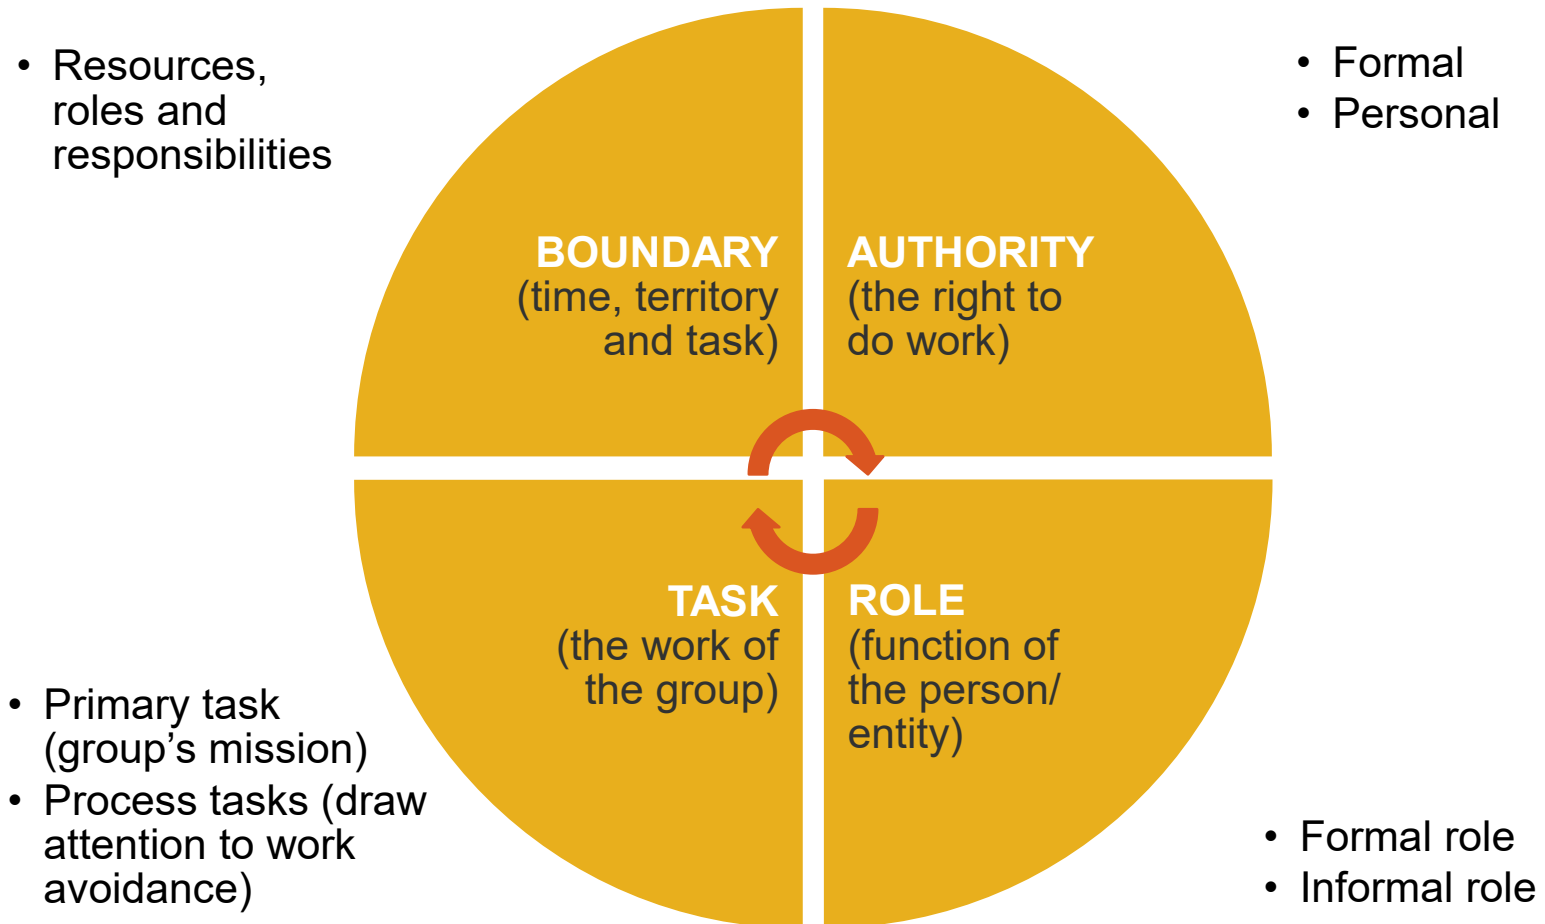 • Resources,
roles and
responsibilities
• Formal
• Personal
BOUNDARY
(time, territory
and task)
AUTHORITY
(the right to
do work)
TASK
(the work of
the group)
ROLE
(function of
the person/
entity)
• Primary task
(group’s mission)
• Process tasks (draw
attention to work
avoidance)
• Formal role
• Informal role